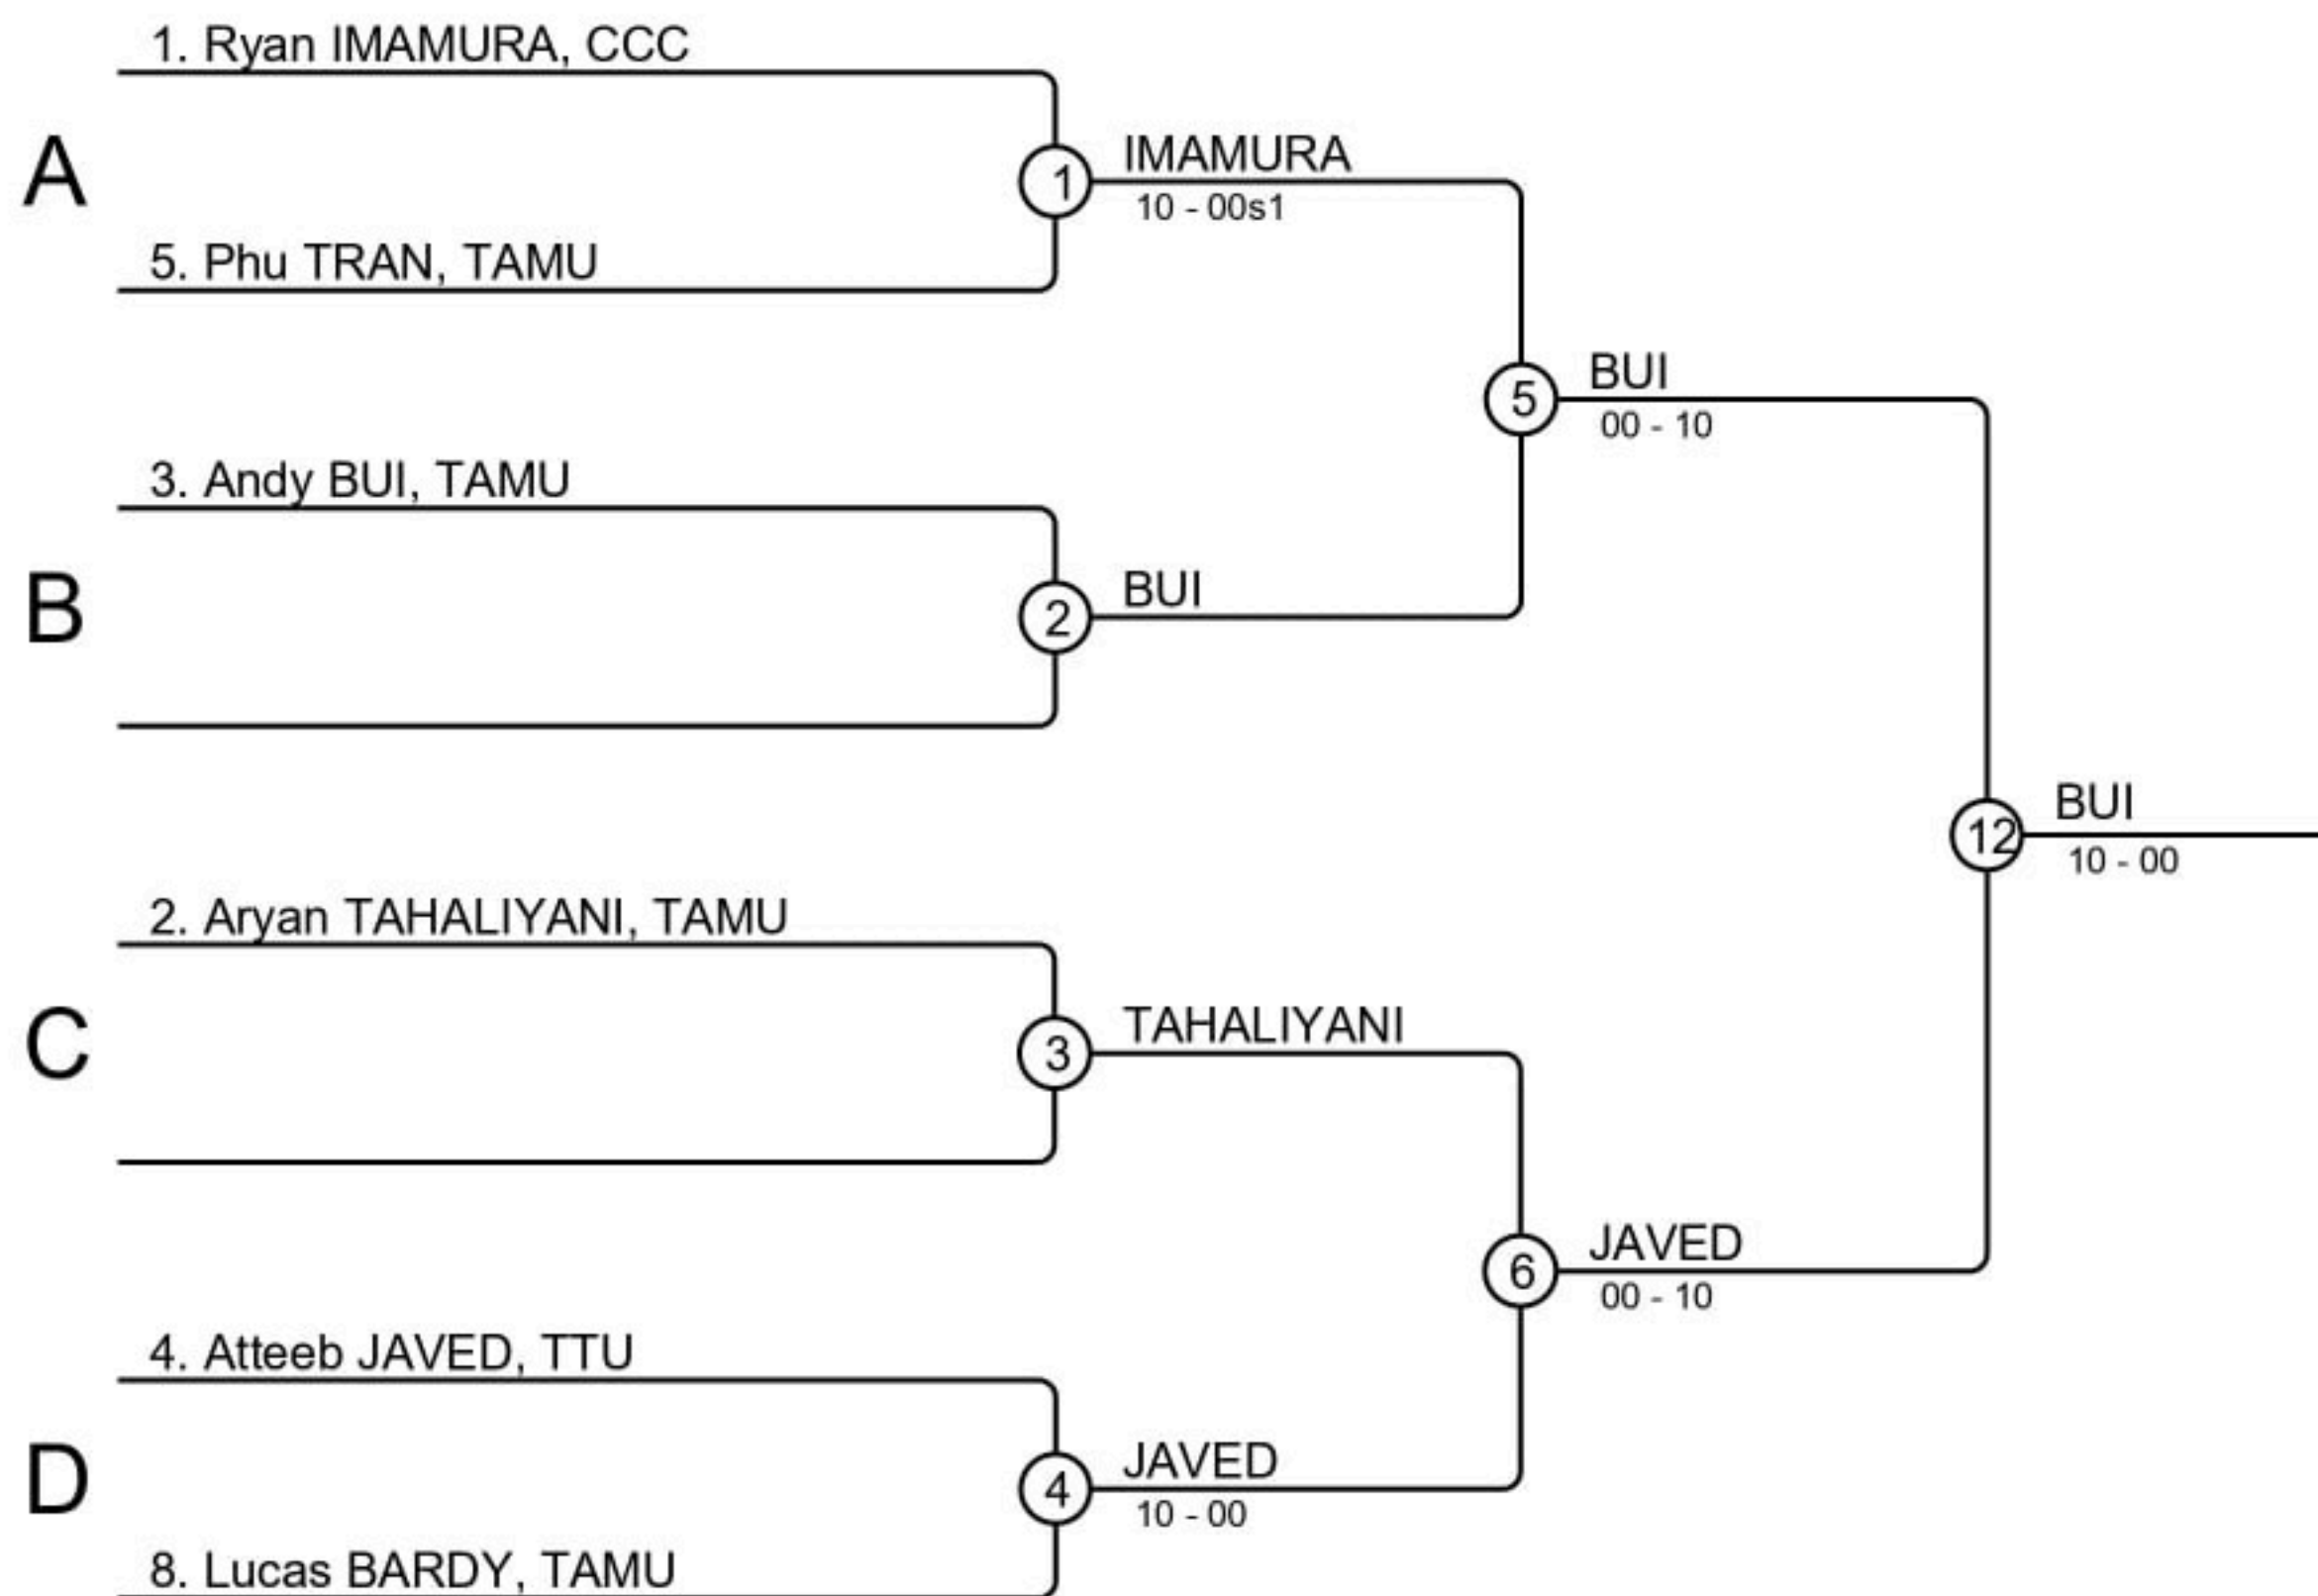 1. Ryan IMAMURA, CCC
A
1
IMAMURA
10 - 00s1
5. Phu TRAN, TAMU
5
BUI
00 - 10
3. Andy BUI, TAMU
B
2
BUI
12
BUI
10 - 00
2. Aryan TAHALIYANI, TAMU
C
3
TAHALIYANI
6
JAVED
00 - 10
4. Atteeb JAVED, TTU
D
4
JAVED
10 - 00
8. Lucas BARDY, TAMU